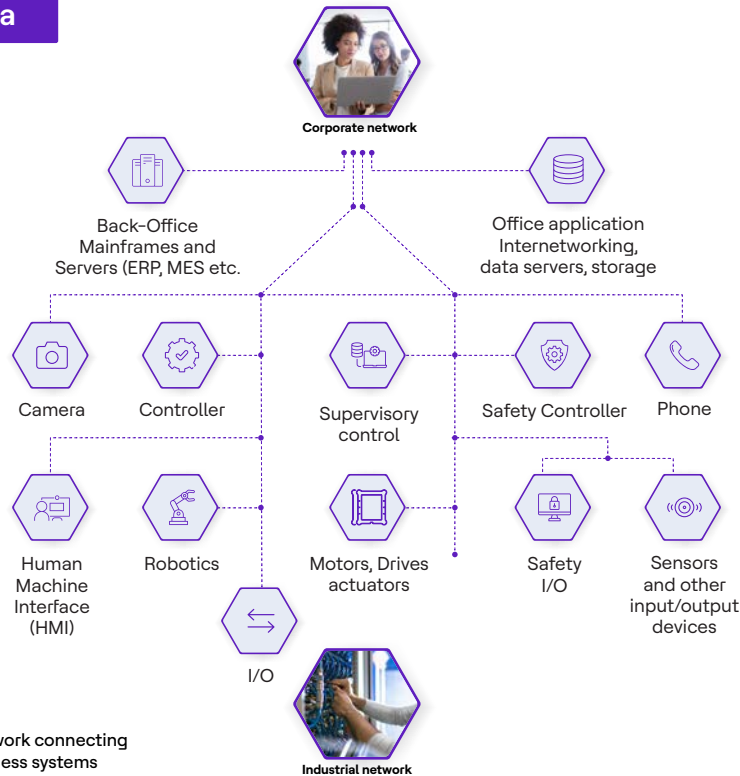 a
Corporate network
Back-Office
Mainframes and
Servers (ERP, MES etc.
Office application
Internetworking,
data servers, storage
Camera
Controller
Supervisory
control
Safety Controller
Phone
Human
Machine
Interface
(HMI)
Robotics
Motors, Drives
actuators
Safety
I/O
Sensors
and other
input/output
devices
I/O
work connecting
ess systems
Industrial network